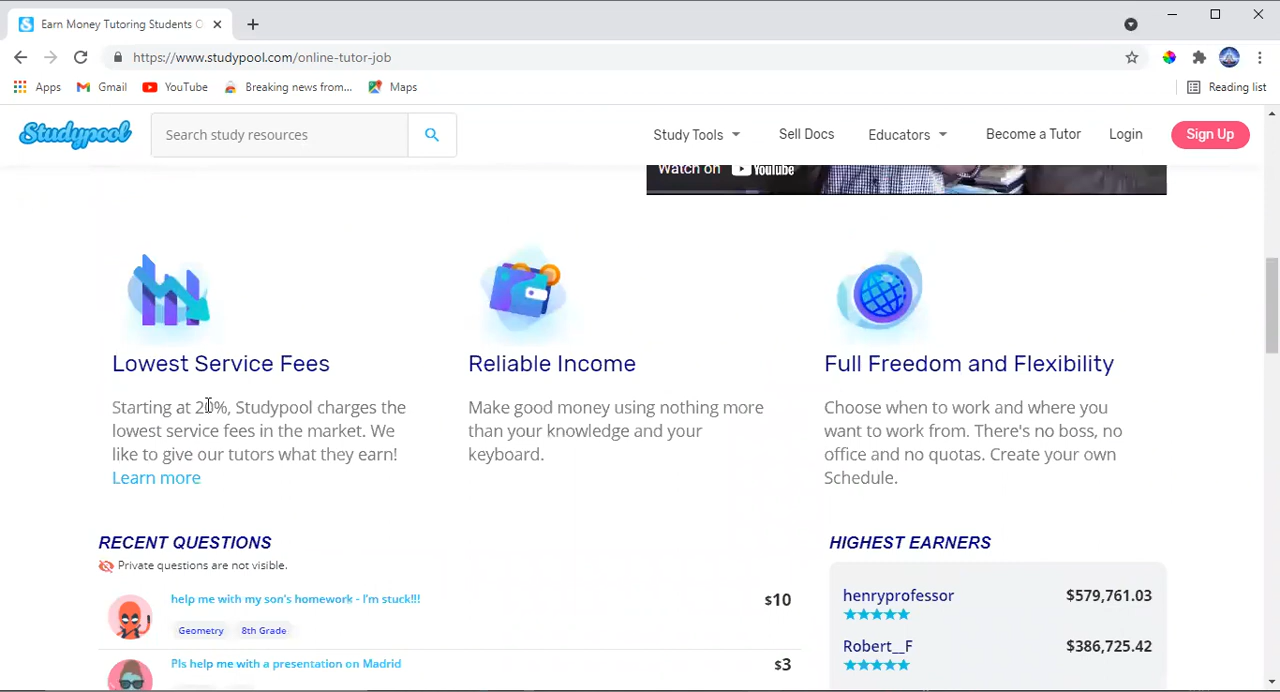 Earn Money Tutoring Students O
https://www.studypool.com/online-tutor-job
Apps Gmail YouTube Breaking news from... Maps Reading list
Studypool Search study resources Study Tools Sell Docs Educators Become a Tutor Login Sign Up
Watch on YouTube
Lowest Service Fees
Starting at 20%, Studypool charges the
lowest service fees in the market. We
like to give our tutors what they earn!
Learn more
Reliable Income
Make good money using nothing more
than your knowledge and your
keyboard.
Full Freedom and Flexibility
Choose when to work and where you
want to work from. There's no boss, no
office and no quotas. Create your own
Schedule.
RECENT QUESTIONS
Private questions are not visible.
help me with my son's homework - I'm stuck!!! $10
Geometry 8th Grade
Pls help me with a presentation on Madrid $3
HIGHEST EARNERS
henryprofessor $579,761.03
Robert__F $386,725.42